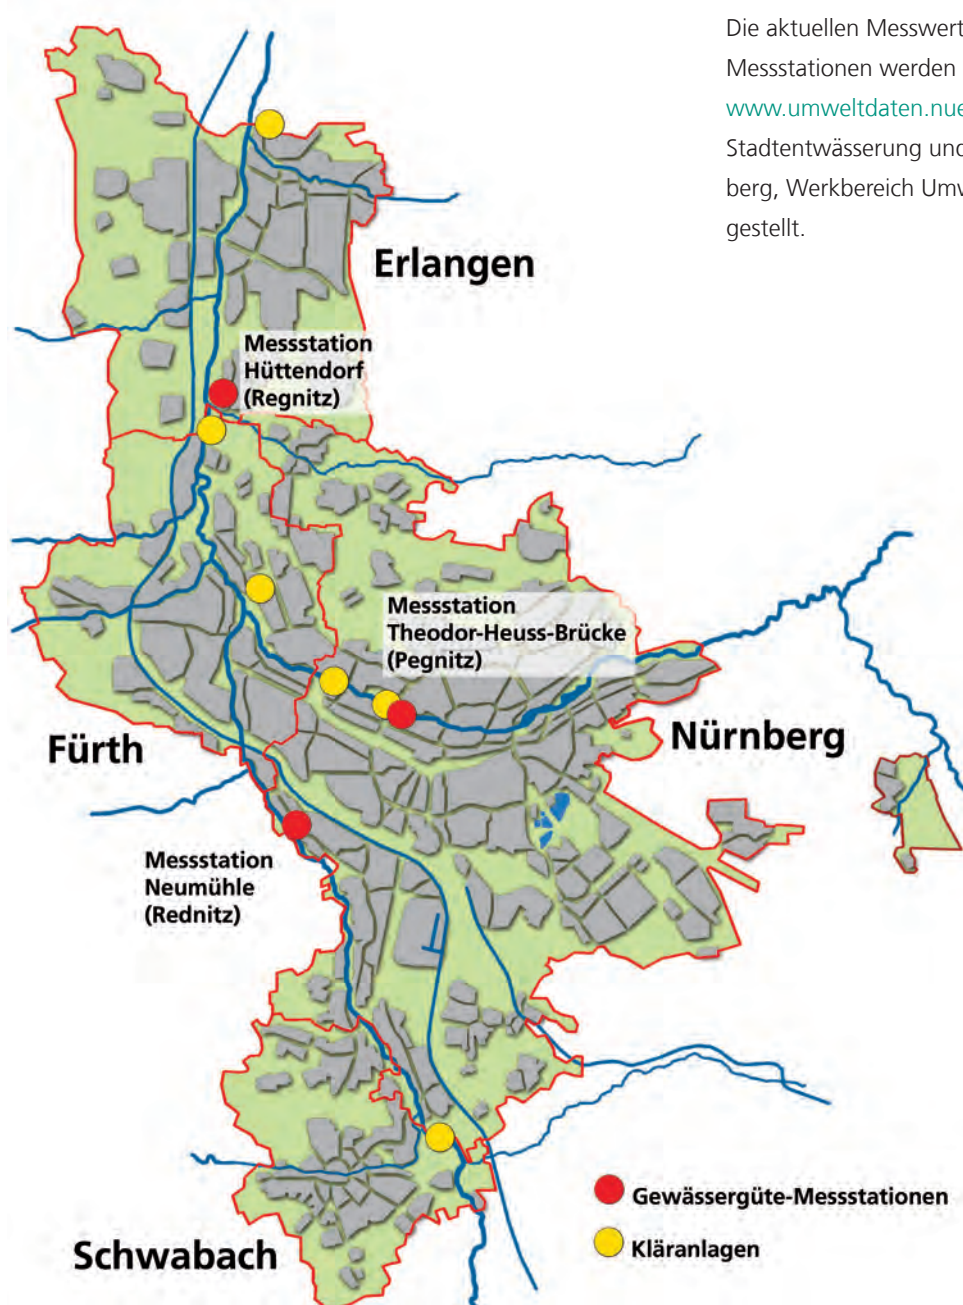 Die aktuellen Messwert
Messstationen werden
www.umweltdaten.nue
Stadtentwässerung und
berg, Werkbereich Umw
gestellt.
Erlangen
Messstation
Hüttendorf
(Regnitz)
Messstation
Theodor-Heuss-Brücke
(Pegnitz)
Fürth
Nürnberg
Messstation
Neumühle
(Rednitz)
Gewässergüte-Messstationen
Kläranlagen
Schwabach